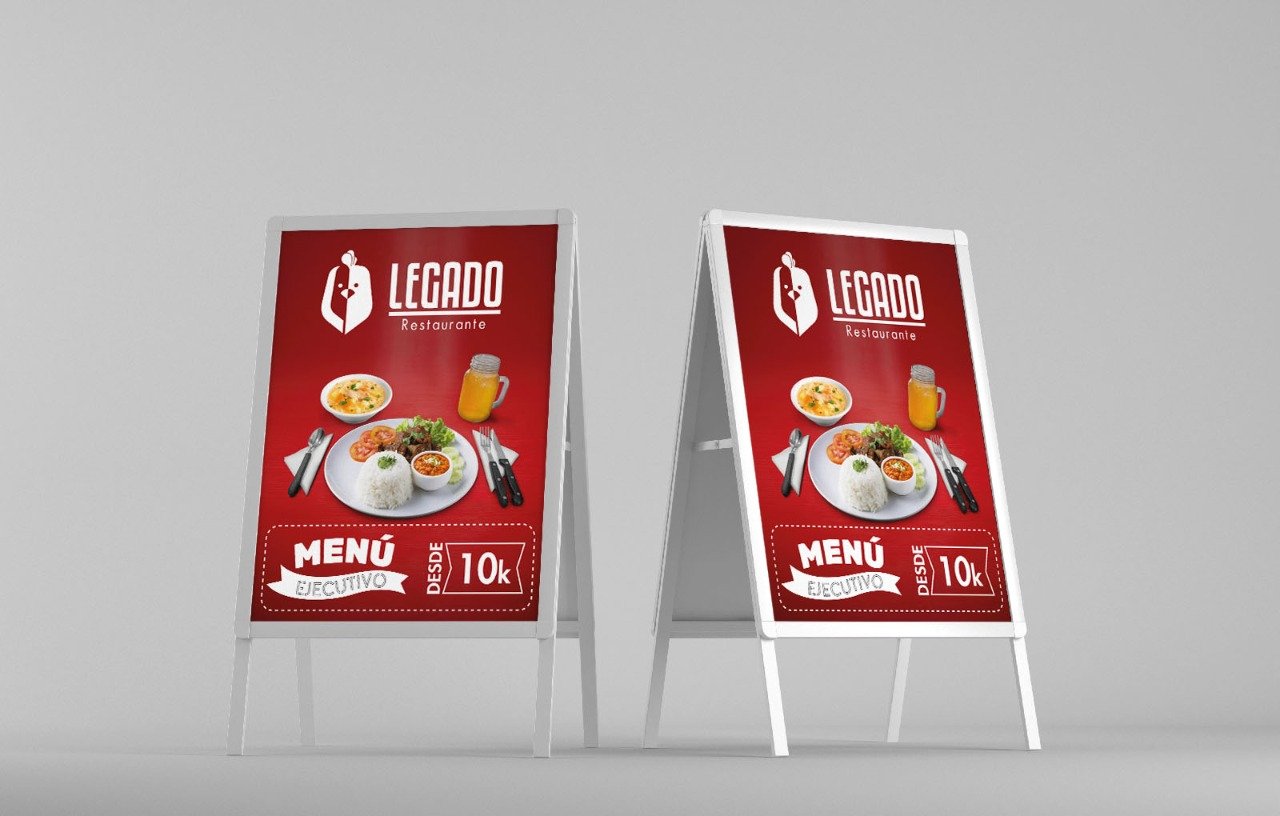 LEGADO
Restaurante
MENÚ
EJECUTIVO
DESDE
10k
LEGADO
Restaurante
MENÚ
EJECUTIVO
DESDE
10k